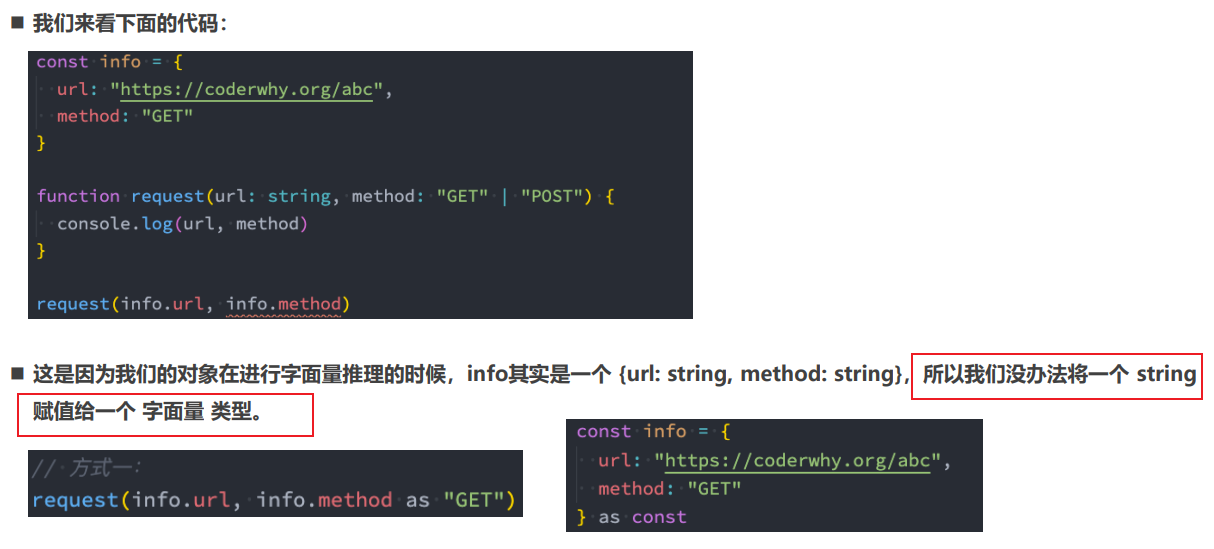 我们来看下面的代码：
const info = {
url: "https://coderwhy.org/abc",
method: "GET"
}
function request(url: string, method: "GET" | "POST") {
console.log(url, method)
}
request(info.url, info.method)
这是因为我们的对象在进行字面量推理的时候，info其实是一个 {url: string, method: string}，所以我们没办法将一个 string
赋值给一个 字面量 类型。
// 方式一：
request(info.url, info.method as "GET")
const info = {
url: "https://coderwhy.org/abc",
method: "GET"
} as const